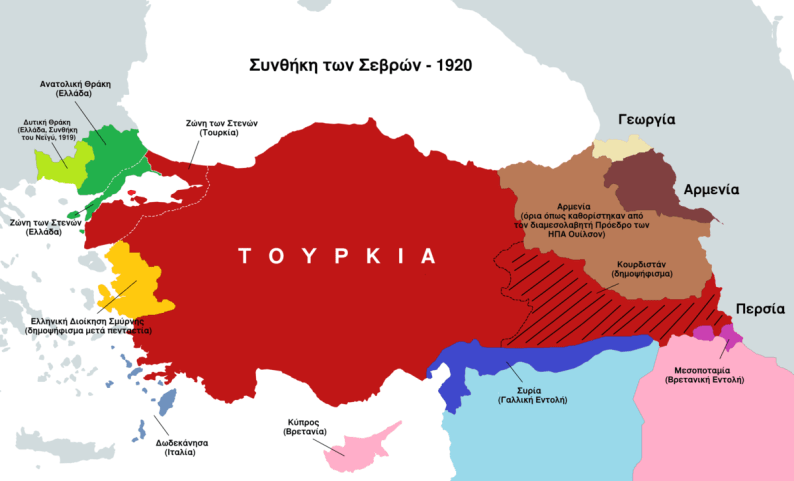 Συνθήκη των Σεβρών - 1920
Ανατολική Θράκη
(Ελλάδα)
Δυτική Θράκη
(Ελλάδα, Συνθήκη
του Νεϊγύ, 1919)
Ζώνη των Στενών
(Τουρκία)
Γεωργία
Αρμενία
Αρμενία
(όρια όπως καθορίστηκαν από
τον διαμεσολαβητή Πρόεδρο των
ΗΠΑ Ουίλσον)
Ζώνη των Στενών
(Ελλάδα)
ΤΟΥΡΚΙΑ
Κουρδιστάν
(δημοψήφισμα)
Περσία
Ελληνική Διοίκηση Σμύρνης
(δημοψήφισμα μετά πενταετία)
Μεσοποταμία
(Βρετανική Εντολή)
Συρία
(Γαλλική Εντολή)
Κύπρος
(Βρετανία)
Δωδεκάνησα
(Ιταλία)